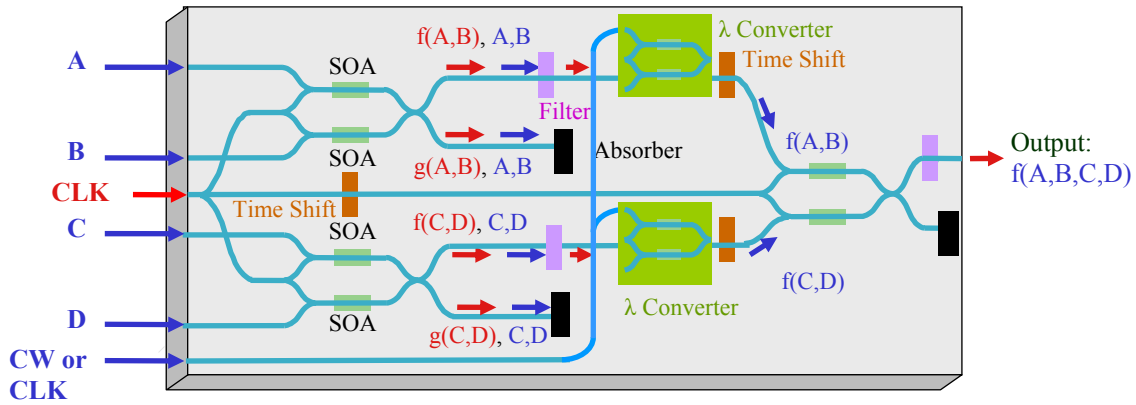 f(A,B), A,B
λ Converter
A
SOA
Time Shift
Filter
B
SOA
g(A,B), A,B
Absorber
f(A,B)
Output:
f(A,B,C,D)
CLK
Time Shift
C
SOA
f(C,D), C,D
f(C,D)
λ Converter
D
SOA
g(C,D), C,D
CW or
CLK